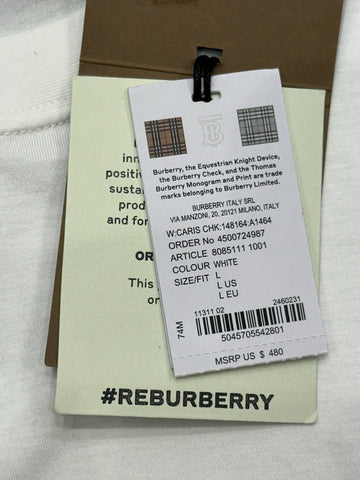 inn
positiv
susta
prod
and for
OR
This
or
TB
Burberry, the Equestrian Knight Device,
the Burberry Check, and the Thomas
Burberry Monogram and Print are trade
marks belonging to Burberry Limited.
BURBERRY ITALY SRL
VIA MANZONI, 20, 20121 MILANO, ITALY
W:CARIS CHK:148164:A1464
ORDER No 4500724987
ARTICLE 8085111 1001
COLOUR WHITE
SIZE/FIT L
L US
L EU
74M
11311 02 2460231
5045705542801
MSRP US $ 480
#REBURBERRY